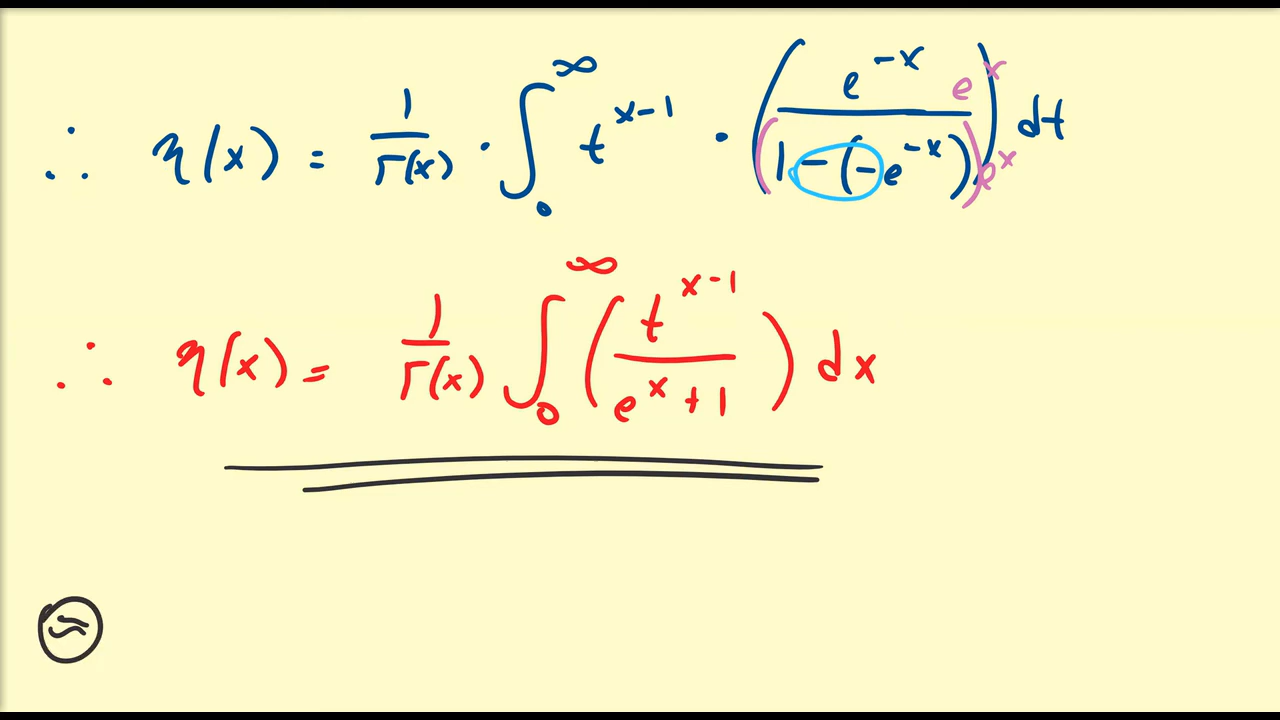 ∴ η(x) = 1/Γ(x) · ∫₀^∞ t^(x-1) · (e^(-x) e^x / (1 - (-e^(-x))) e^x) dt
∴ η(x) = 1/Γ(x) ∫₀^∞ (t^(x-1) / (e^x + 1)) dx